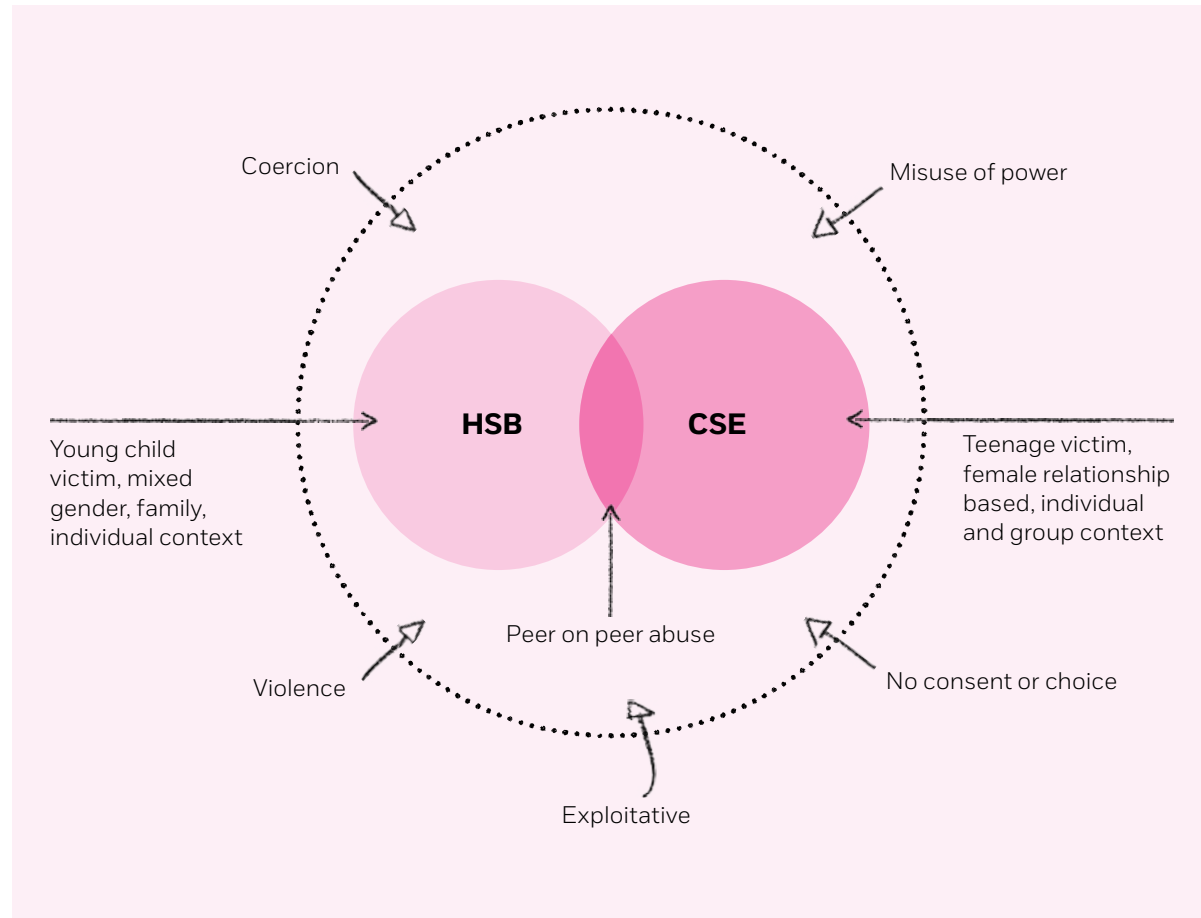 Coercion
Misuse of power
HSB
CSE
Young child
victim, mixed
gender, family,
individual context
Teenage victim,
female relationship
based, individual
and group context
Peer on peer abuse
Violence
No consent or choice
Exploitative